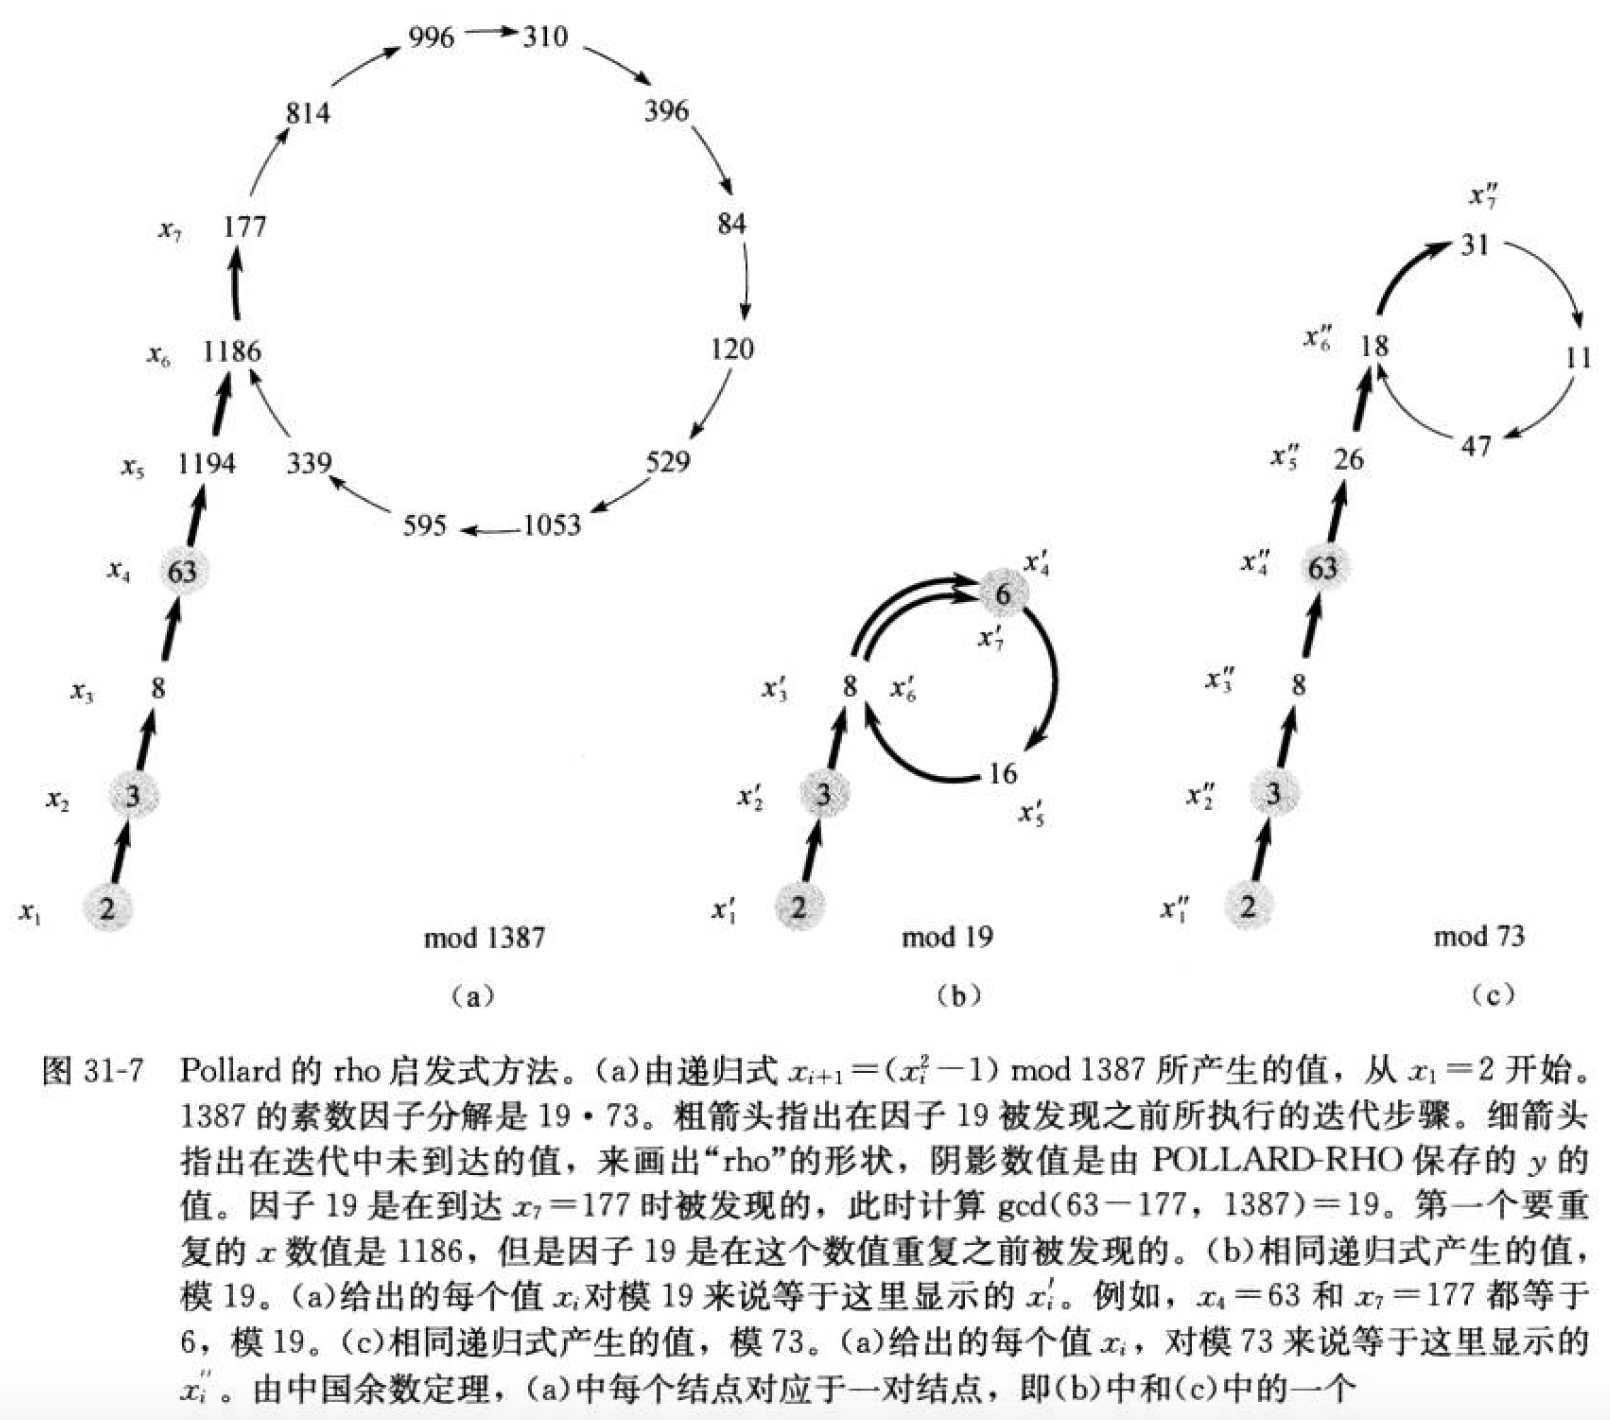 996
310
814
396
x₇ 177
84
x₆ 1186
120
x₅ 1194
339
529
595
1053
x₄ 63
x₃ 8
x₂ 3
x₁ 2
mod 1387
(a)
x′₄
6
x′₇
x′₃ 8 x′₆
16
x′₂ 3
x′₅
x′₁ 2
mod 19
(b)
x″₇
31
x″₆ 18
11
47
x″₅ 26
x″₄ 63
x″₃ 8
x″₂ 3
x″₁ 2
mod 73
(c)
图 31-7 Pollard 的 rho 启发式方法。(a)由递归式 xᵢ₊₁=(xᵢ²−1) mod 1387 所产生的值，从 x₁=2 开始。
1387 的素数因子分解是 19·73。粗箭头指出在因子 19 被发现之前所执行的迭代步骤。细箭头
指出在迭代中未到达的值，来画出“rho”的形状，阴影数值是由 POLLARD-RHO 保存的 y 的
值。因子 19 是在到达 x₇=177 时被发现的，此时计算 gcd(63−177，1387)=19。第一个要重
复的 x 数值是 1186，但是因子 19 是在这个数值重复之前被发现的。(b)相同递归式产生的值，
模 19。(a)给出的每个值 xᵢ对模 19 来说等于这里显示的 x′ᵢ。例如，x₄=63 和 x₇=177 都等于
6，模 19。(c)相同递归式产生的值，模 73。(a)给出的每个值 xᵢ，对模 73 来说等于这里显示的
x″ᵢ。由中国余数定理，(a)中每个结点对应于一对结点，即(b)中和(c)中的一个